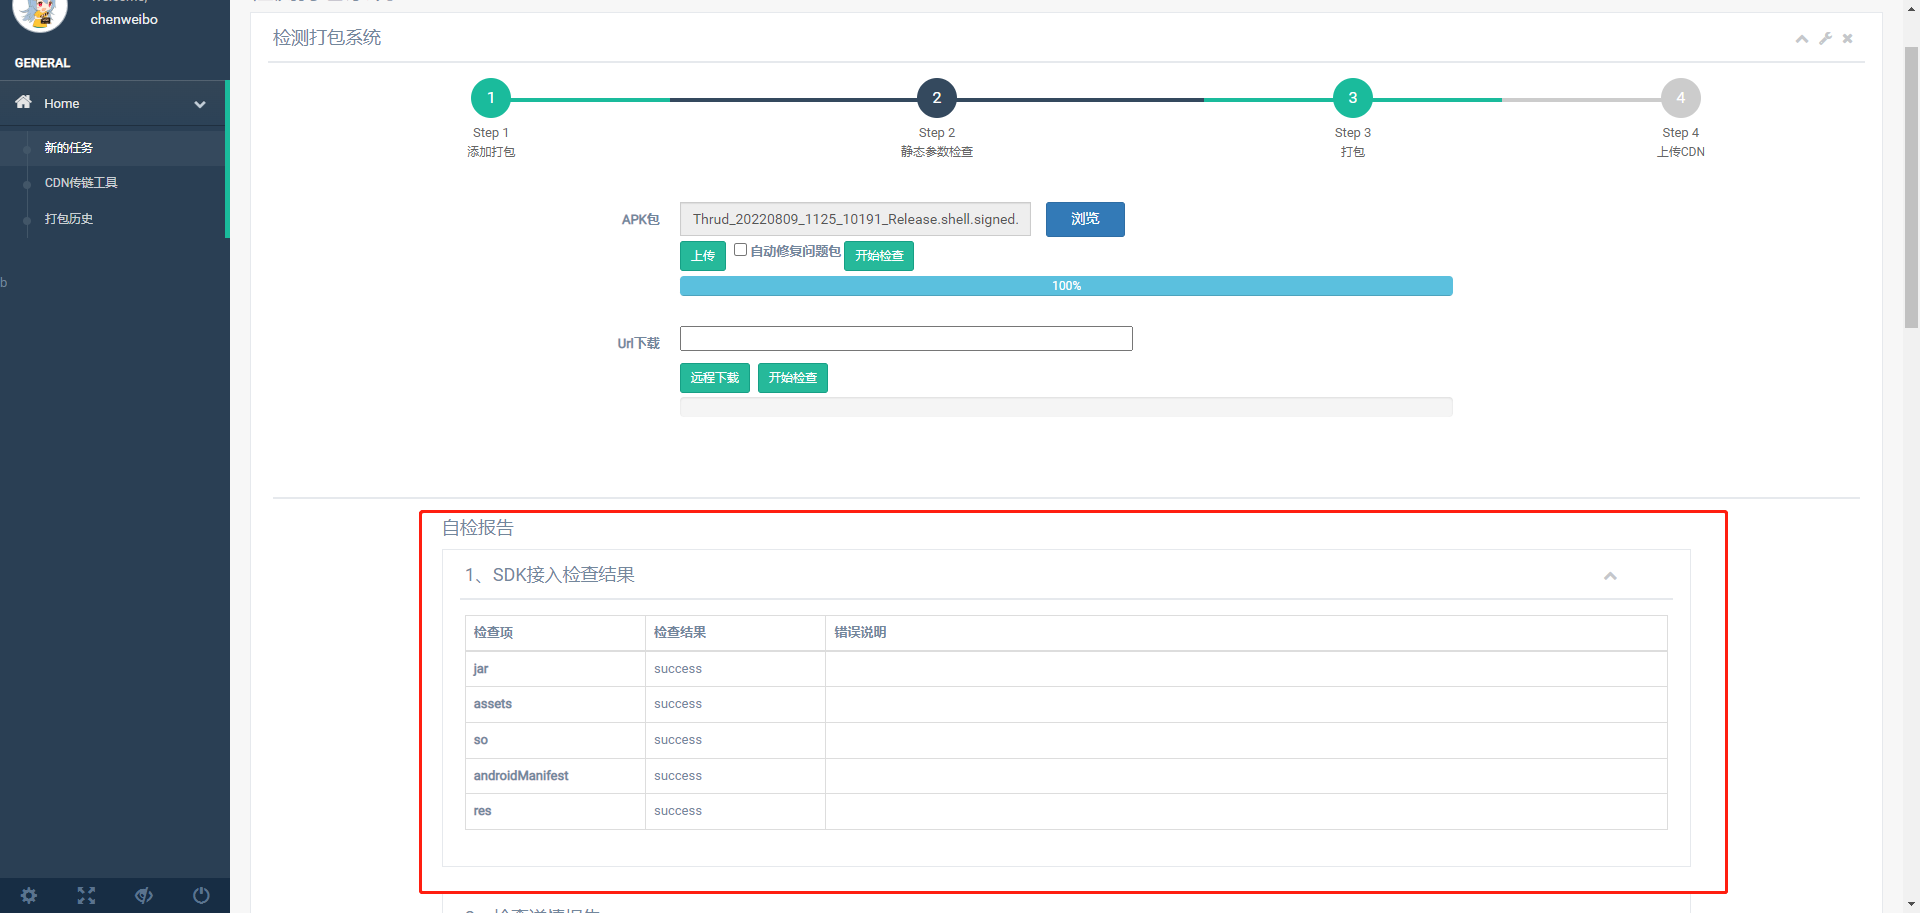 chenweibo
GENERAL
Home
新的任务
CDN传链工具
打包历史
b
检测打包系统
1
2
3
4
Step 1
Step 2
Step 3
Step 4
添加打包
静态参数检查
打包
上传CDN
APK包
Thrud_20220809_1125_10191_Release.shell.signed.
浏览
上传
自动修复问题包
开始检查
100%
Url下载
远程下载
开始检查
自检报告
1、SDK接入检查结果
检查项 检查结果 错误说明
jar success
assets success
so success
androidManifest success
res success